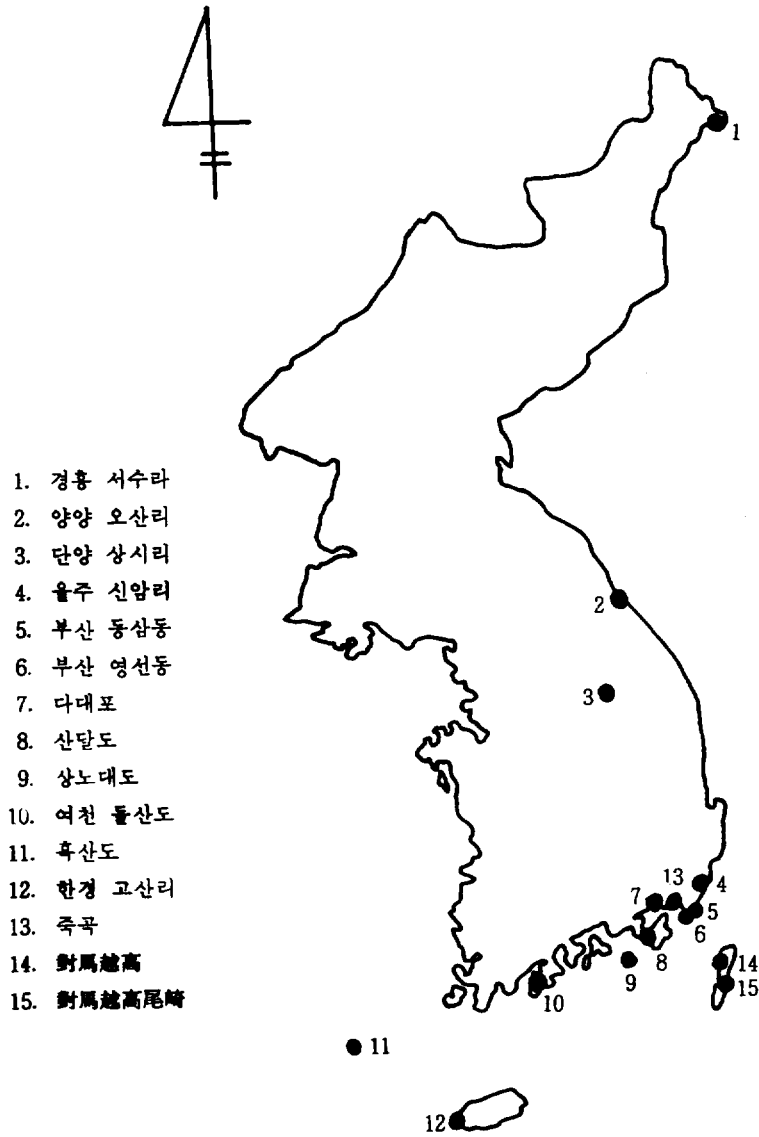 1. 경흥 서수라
2. 양양 오산리
3. 단양 상시리
4. 울주 신암리
5. 부산 동삼동
6. 부산 영선동
7. 다대포
8. 산달도
9. 상노대도
10. 여천 돌산도
11. 흑산도
12. 한경 고산리
13. 죽곡
14. 對馬越高
15. 對馬越高尾崎
1
2
3
7
13
4
5
6
8
9
10
14
15
11
12